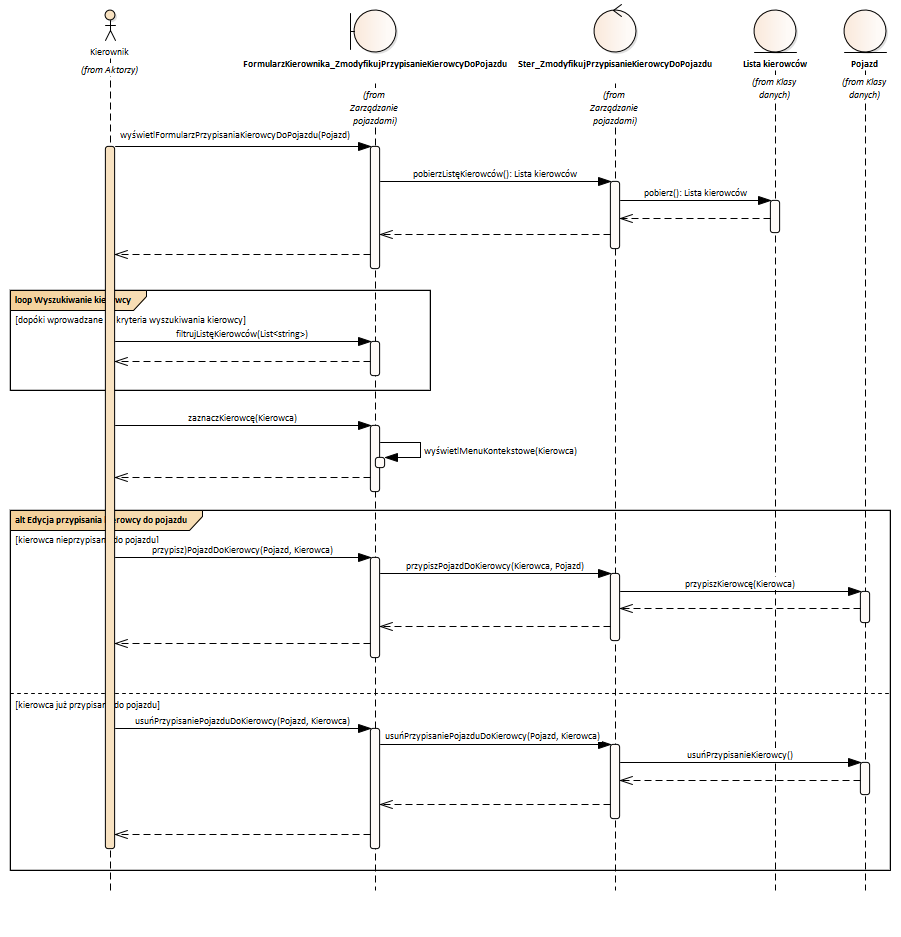 Kierownik
(from Aktorzy)
FormularzKierownika_ZmodyfikujPrzypisanieKierowcyDoPojazdu
(from
Zarządzanie
pojazdami)
Ster_ZmodyfikujPrzypisanieKierowcyDoPojazdu
(from
Zarządzanie
pojazdami)
Lista kierowców
(from Klasy
danych)
Pojazd
(from Klasy
danych)
wyświetlFormularzPrzypisaniaKierowcyDoPojazdu(Pojazd)
pobierzListęKierowców(): Lista kierowców
pobierz(): Lista kierowców
loop Wyszukiwanie kierowcy
[dopóki wprowadzane kryteria wyszukiwania kierowcy]
filtrujListęKierowców(List<string>)
zaznaczKierowcę(Kierowca)
wyświetlMenuKontekstowe(Kierowca)
alt Edycja przypisania kierowcy do pojazdu
[kierowca nieprzypisany do pojazdu]
przypisz)PojazdDoKierowcy(Pojazd, Kierowca)
przypiszPojazdDoKierowcy(Kierowca, Pojazd)
przypiszKierowcę(Kierowca)
[kierowca już przypisany do pojazdu]
usuńPrzypisaniePojazduDoKierowcy(Pojazd, Kierowca)
usuńPrzypisaniePojazduDoKierowcy(Pojazd, Kierowca)
usuńPrzypisanieKierowcy()